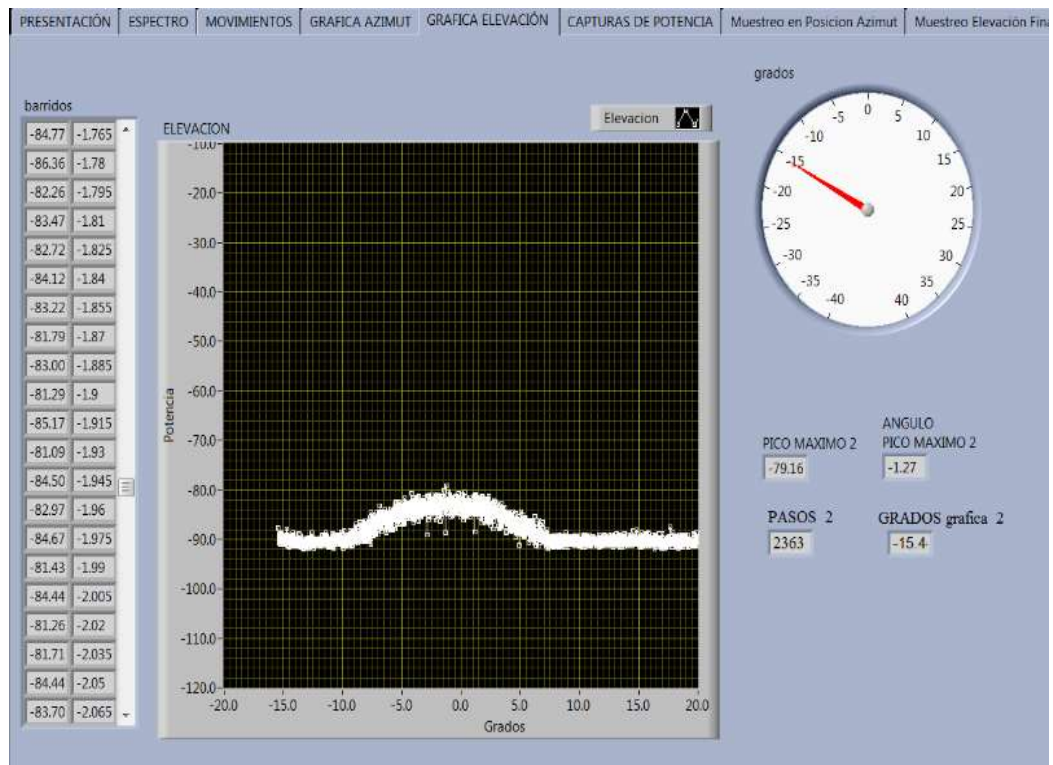 PRESENTACIÓN ESPECTRO MOVIMIENTOS GRAFICA AZIMUT GRAFICA ELEVACIÓN CAPTURAS DE POTENCIA Muestreo en Posicion Azimut Muestreo Elevación Fina
barridos
-84.77 -1.765
-86.36 -1.78
-82.26 -1.795
-83.47 -1.81
-82.72 -1.825
-84.12 -1.84
-83.22 -1.855
-81.79 -1.87
-83.00 -1.885
-81.29 -1.9
-85.17 -1.915
-81.09 -1.93
-84.50 -1.945
-82.97 -1.96
-84.67 -1.975
-81.43 -1.99
-84.44 -2.005
-81.26 -2.02
-81.71 -2.035
-84.44 -2.05
-83.70 -2.065
ELEVACION
Elevacion
Potencia
-10.0
-20.0
-30.0
-40.0
-50.0
-60.0
-70.0
-80.0
-90.0
-100.0
-110.0
-120.0
-20.0 -15.0 -10.0 -5.0 0.0 5.0 10.0 15.0 20.0
Grados
grados
-40 -35 -30 -25 -20 -15 -10 -5 0 5 10 15 20 25 30 35 40
PICO MAXIMO 2
-79.16
ANGULO
PICO MAXIMO 2
-1.27
PASOS 2
2363
GRADOS grafica 2
-15.4